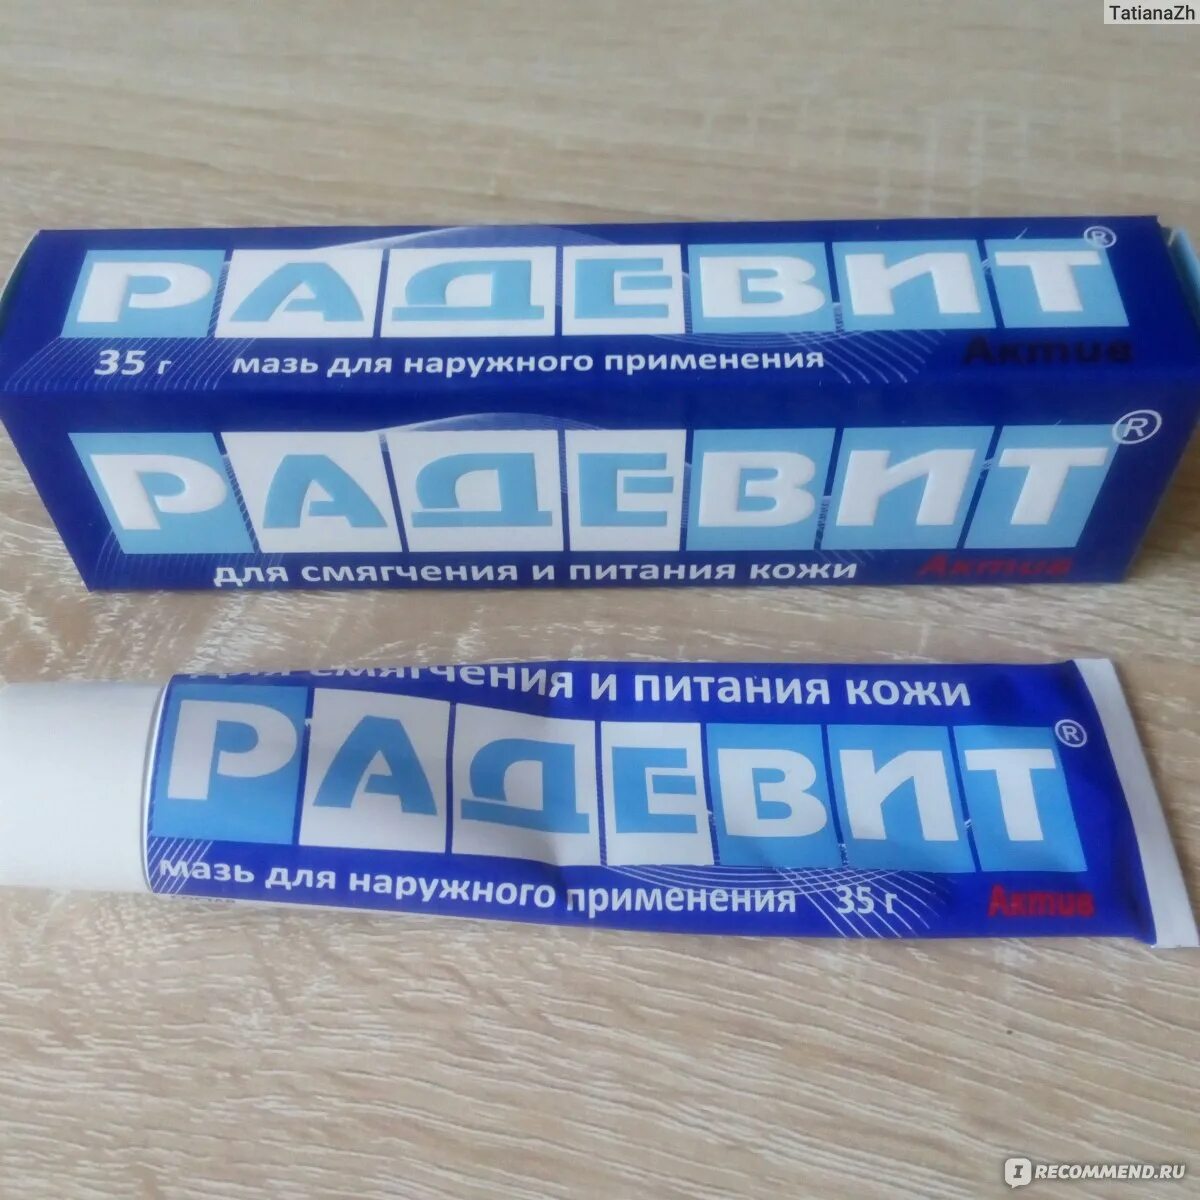 TatianaZh
РАДЕВИТ®
35 г мазь для наружного применения Актив
РАДЕВИТ®
для смягчения и питания кожи Актив
для смягчения и питания кожи
РАДЕВИТ®
мазь для наружного применения 35 г Актив
IRECOMMEND.RU